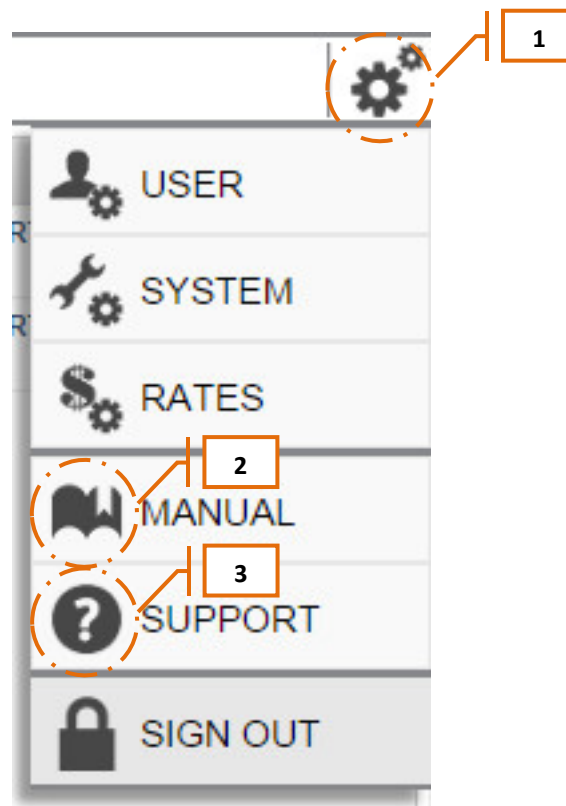 1
USER
R
SYSTEM
R
RATES
2
MANUAL
3
SUPPORT
SIGN OUT